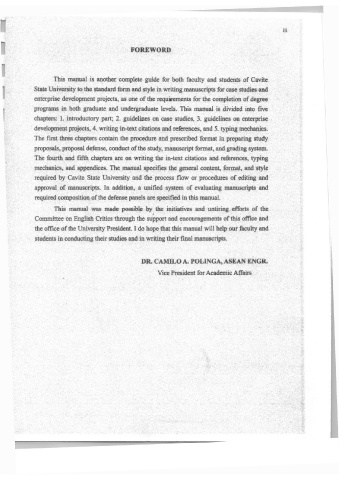 iii
FOREWORD
This manual is another complete guide for both faculty and students of Cavite
State University to the standard form and style in writing manuscripts for case studies and
enterprise development projects, as one of the requirements for the completion of degree
programs in both graduate and undergraduate levels. This manual is divided into five
chapters: 1. introductory part; 2. guidelines on case studies, 3. guidelines on enterprise
development projects, 4. writing in-text citations and references, and 5. typing mechanics.
The first three chapters contain the procedure and prescribed format in preparing study
proposals, proposal defense, conduct of the study, manuscript format, and grading system.
The fourth and fifth chapters are on writing the in-text citations and references, typing
mechanics, and appendices. The manual specifies the general content, format, and style
required by Cavite State University and the process flow or procedures of editing and
approval of manuscripts. In addition, a unified system of evaluating manuscripts and
required composition of the defense panels are specified in this manual.
This manual was made possible by the initiatives and untiring efforts of the
Committee on English Critics through the support and encouragements of this office and
the office of the University President. I do hope that this manual will help our faculty and
students in conducting their studies and in writing their final manuscripts.
DR. CAMILO A. POLINGA, ASEAN ENGR.
Vice President for Academic Affairs